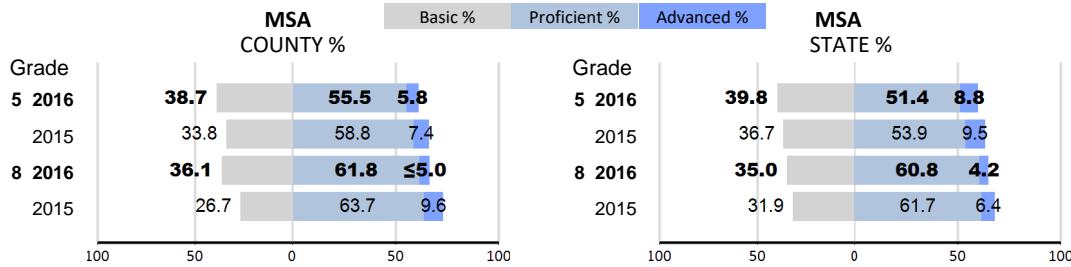 Basic % Proficient % Advanced %
MSA
COUNTY %
Grade
5 2016 38.7 55.5 5.8
2015 33.8 58.8 7.4
8 2016 36.1 61.8 ≤5.0
2015 26.7 63.7 9.6
100 50 0 50 100
MSA
STATE %
Grade
5 2016 39.8 51.4 8.8
2015 36.7 53.9 9.5
8 2016 35.0 60.8 4.2
2015 31.9 61.7 6.4
100 50 0 50 100